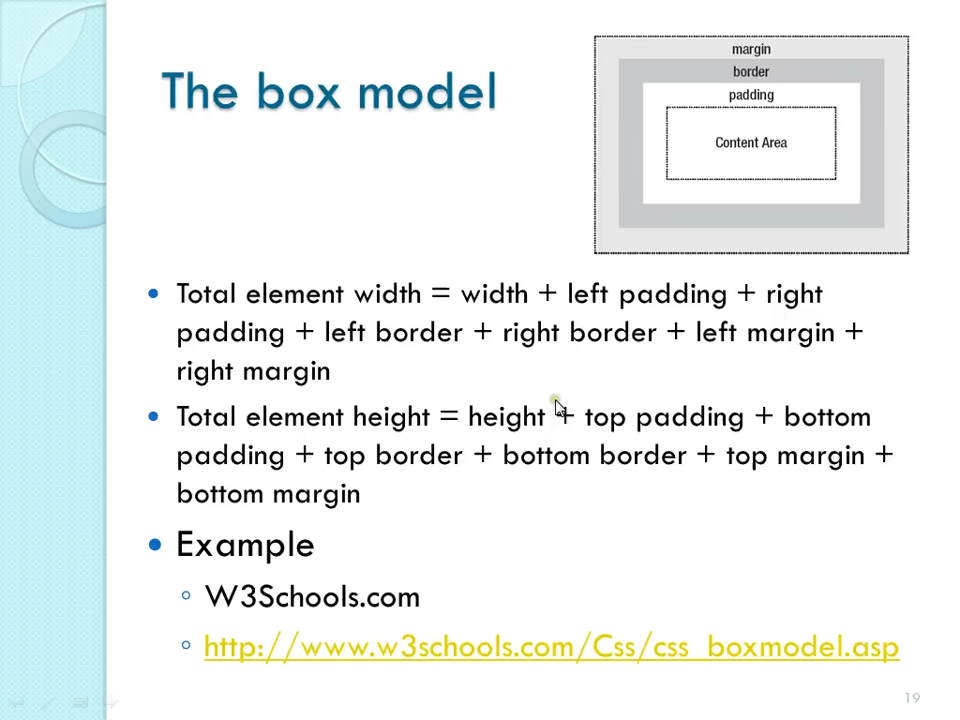 The box model
margin
border
padding
Content Area
Total element width = width + left padding + right
padding + left border + right border + left margin +
right margin
Total element height = height + top padding + bottom
padding + top border + bottom border + top margin +
bottom margin
Example
W3Schools.com
http://www.w3schools.com/Css/css_boxmodel.asp
19